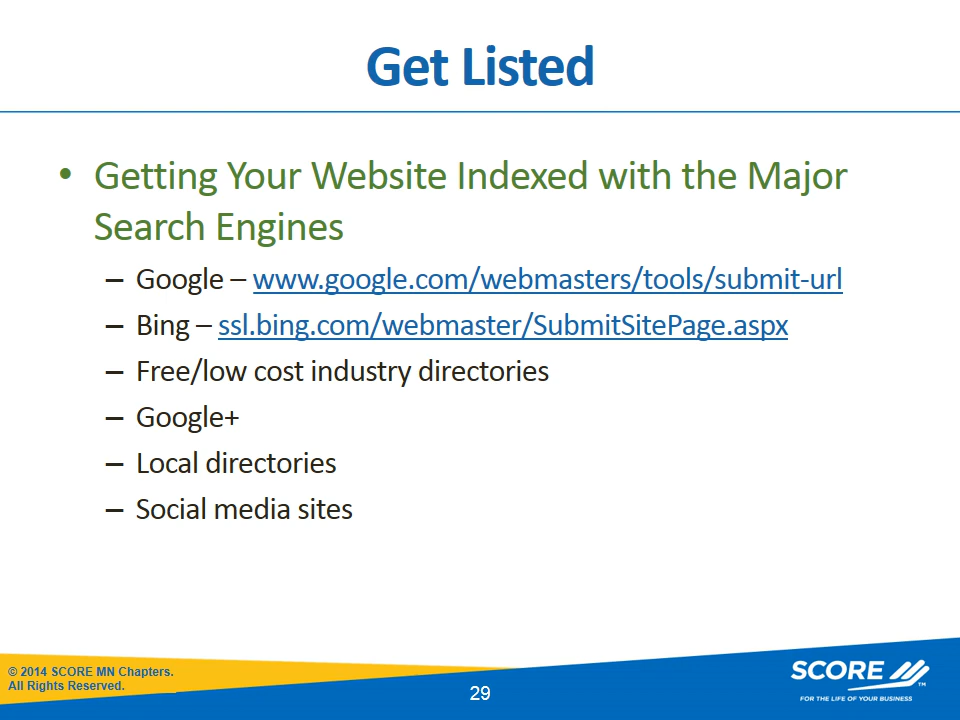 Get Listed
• Getting Your Website Indexed with the Major
Search Engines
– Google – www.google.com/webmasters/tools/submit-url
– Bing – ssl.bing.com/webmaster/SubmitSitePage.aspx
– Free/low cost industry directories
– Google+
– Local directories
– Social media sites
© 2014 SCORE MN Chapters.
All Rights Reserved.
29
SCORE TM
FOR THE LIFE OF YOUR BUSINESS